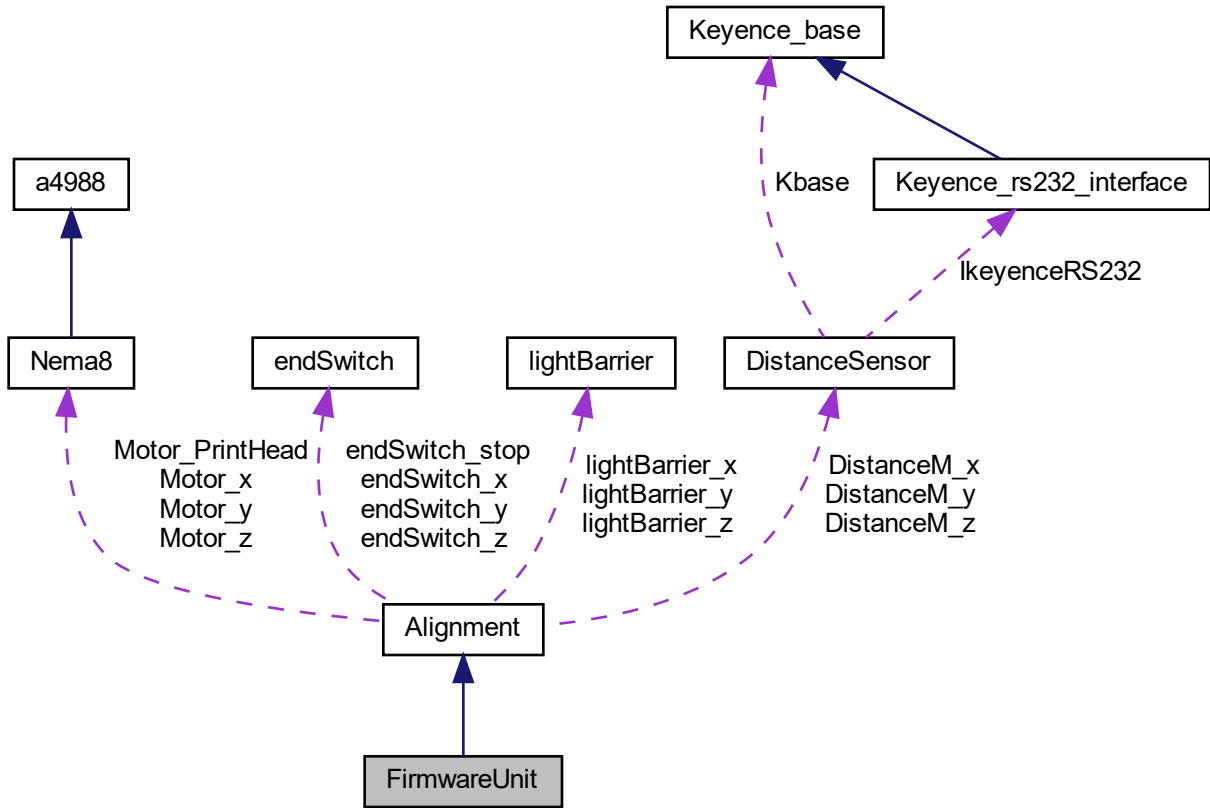 Keyence_base
a4988
Kbase
Keyence_rs232_interface
IkeyenceRS232
Nema8
endSwitch
lightBarrier
DistanceSensor
Motor_PrintHead
Motor_x
Motor_y
Motor_z
endSwitch_stop
endSwitch_x
endSwitch_y
endSwitch_z
lightBarrier_x
lightBarrier_y
lightBarrier_z
DistanceM_x
DistanceM_y
DistanceM_z
Alignment
FirmwareUnit